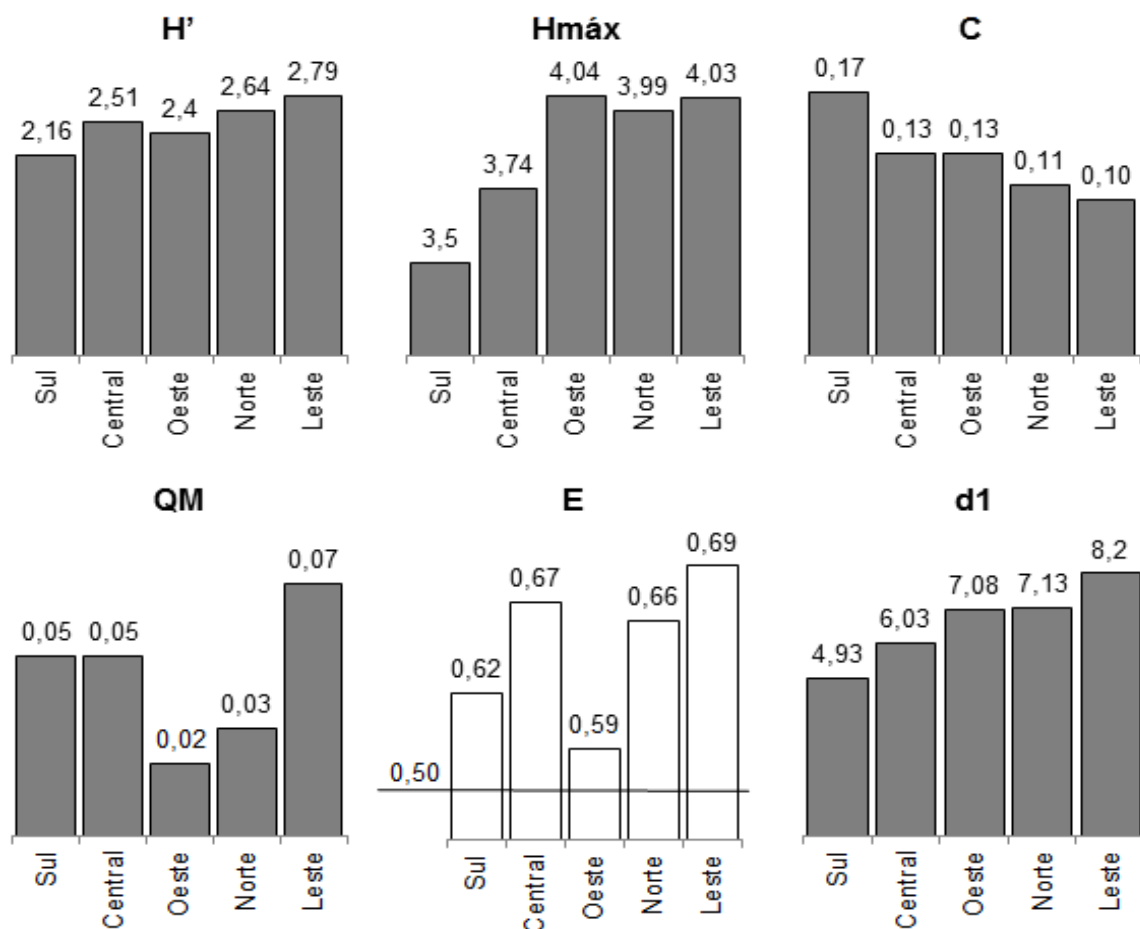 H’
2,16
2,51
2,4
2,64
2,79
Sul
Central
Oeste
Norte
Leste
Hmáx
3,5
3,74
4,04
3,99
4,03
Sul
Central
Oeste
Norte
Leste
C
0,17
0,13
0,13
0,11
0,10
Sul
Central
Oeste
Norte
Leste
QM
0,05
0,05
0,02
0,03
0,07
Sul
Central
Oeste
Norte
Leste
E
0,50
0,62
0,67
0,59
0,66
0,69
Sul
Central
Oeste
Norte
Leste
d1
4,93
6,03
7,08
7,13
8,2
Sul
Central
Oeste
Norte
Leste